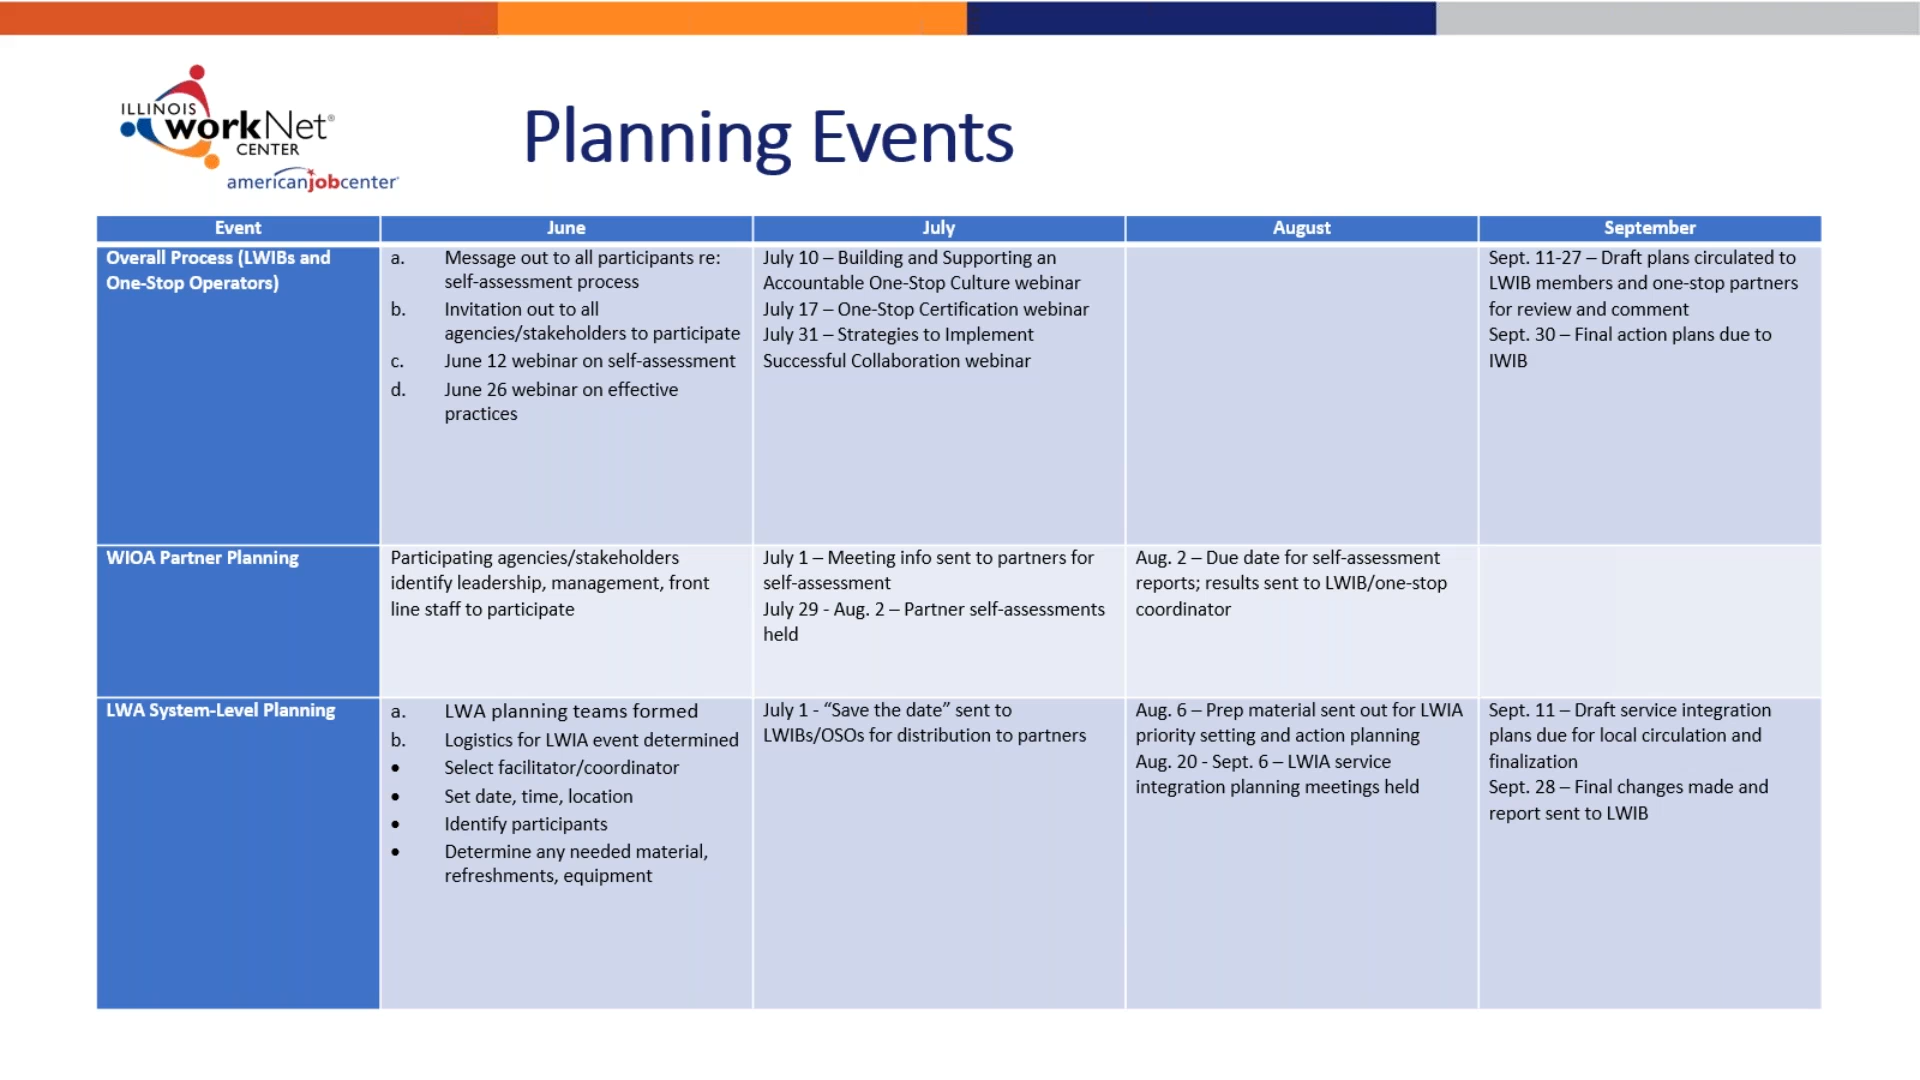 ILLINOIS
workNet®
CENTER
americanjobcenter
Planning Events
Event
June
July
August
September
Overall Process (LWIBs and
One-Stop Operators)
a. Message out to all participants re:
self-assessment process
b. Invitation out to all
agencies/stakeholders to participate
c. June 12 webinar on self-assessment
d. June 26 webinar on effective
practices
July 10 – Building and Supporting an
Accountable One-Stop Culture webinar
July 17 – One-Stop Certification webinar
July 31 – Strategies to Implement
Successful Collaboration webinar
Sept. 11-27 – Draft plans circulated to
LWIB members and one-stop partners
for review and comment
Sept. 30 – Final action plans due to
IWIB
WIOA Partner Planning
Participating agencies/stakeholders
identify leadership, management, front
line staff to participate
July 1 – Meeting info sent to partners for
self-assessment
July 29 - Aug. 2 – Partner self-assessments
held
Aug. 2 – Due date for self-assessment
reports; results sent to LWIB/one-stop
coordinator
LWA System-Level Planning
a. LWA planning teams formed
b. Logistics for LWIA event determined
• Select facilitator/coordinator
• Set date, time, location
• Identify participants
• Determine any needed material,
refreshments, equipment
July 1 - “Save the date” sent to
LWIBs/OSOs for distribution to partners
Aug. 6 – Prep material sent out for LWIA
priority setting and action planning
Aug. 20 - Sept. 6 – LWIA service
integration planning meetings held
Sept. 11 – Draft service integration
plans due for local circulation and
finalization
Sept. 28 – Final changes made and
report sent to LWIB